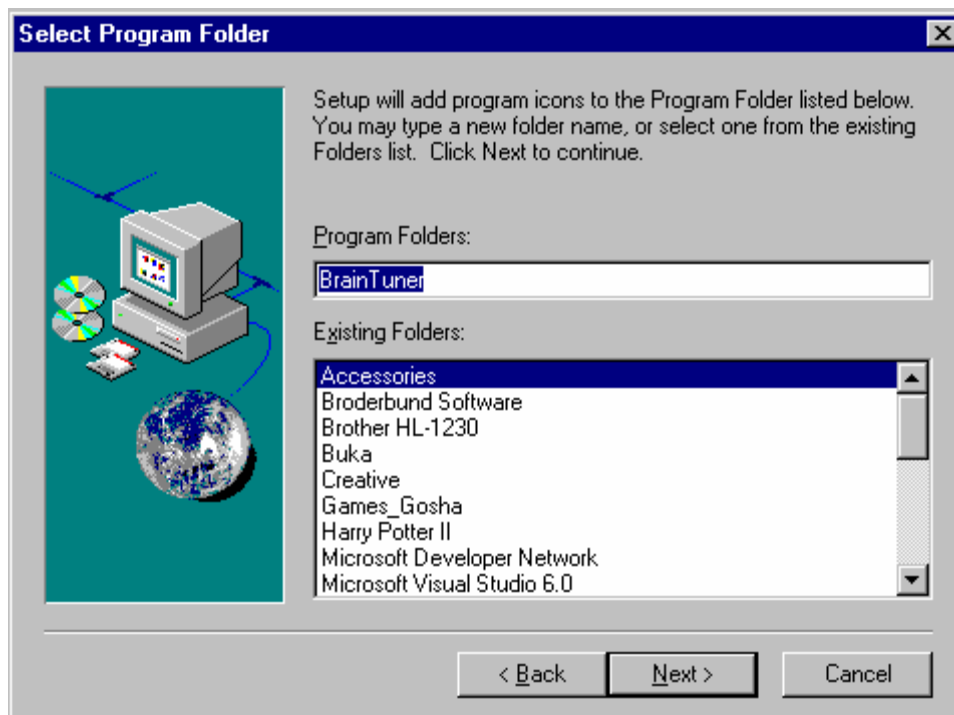 Select Program Folder
Setup will add program icons to the Program Folder listed below.
You may type a new folder name, or select one from the existing
Folders list. Click Next to continue.
Program Folders:
BrainTuner
Existing Folders:
Accessories
Broderbund Software
Brother HL-1230
Buka
Creative
Games_Gosha
Harry Potter II
Microsoft Developer Network
Microsoft Visual Studio 6.0
< Back
Next >
Cancel